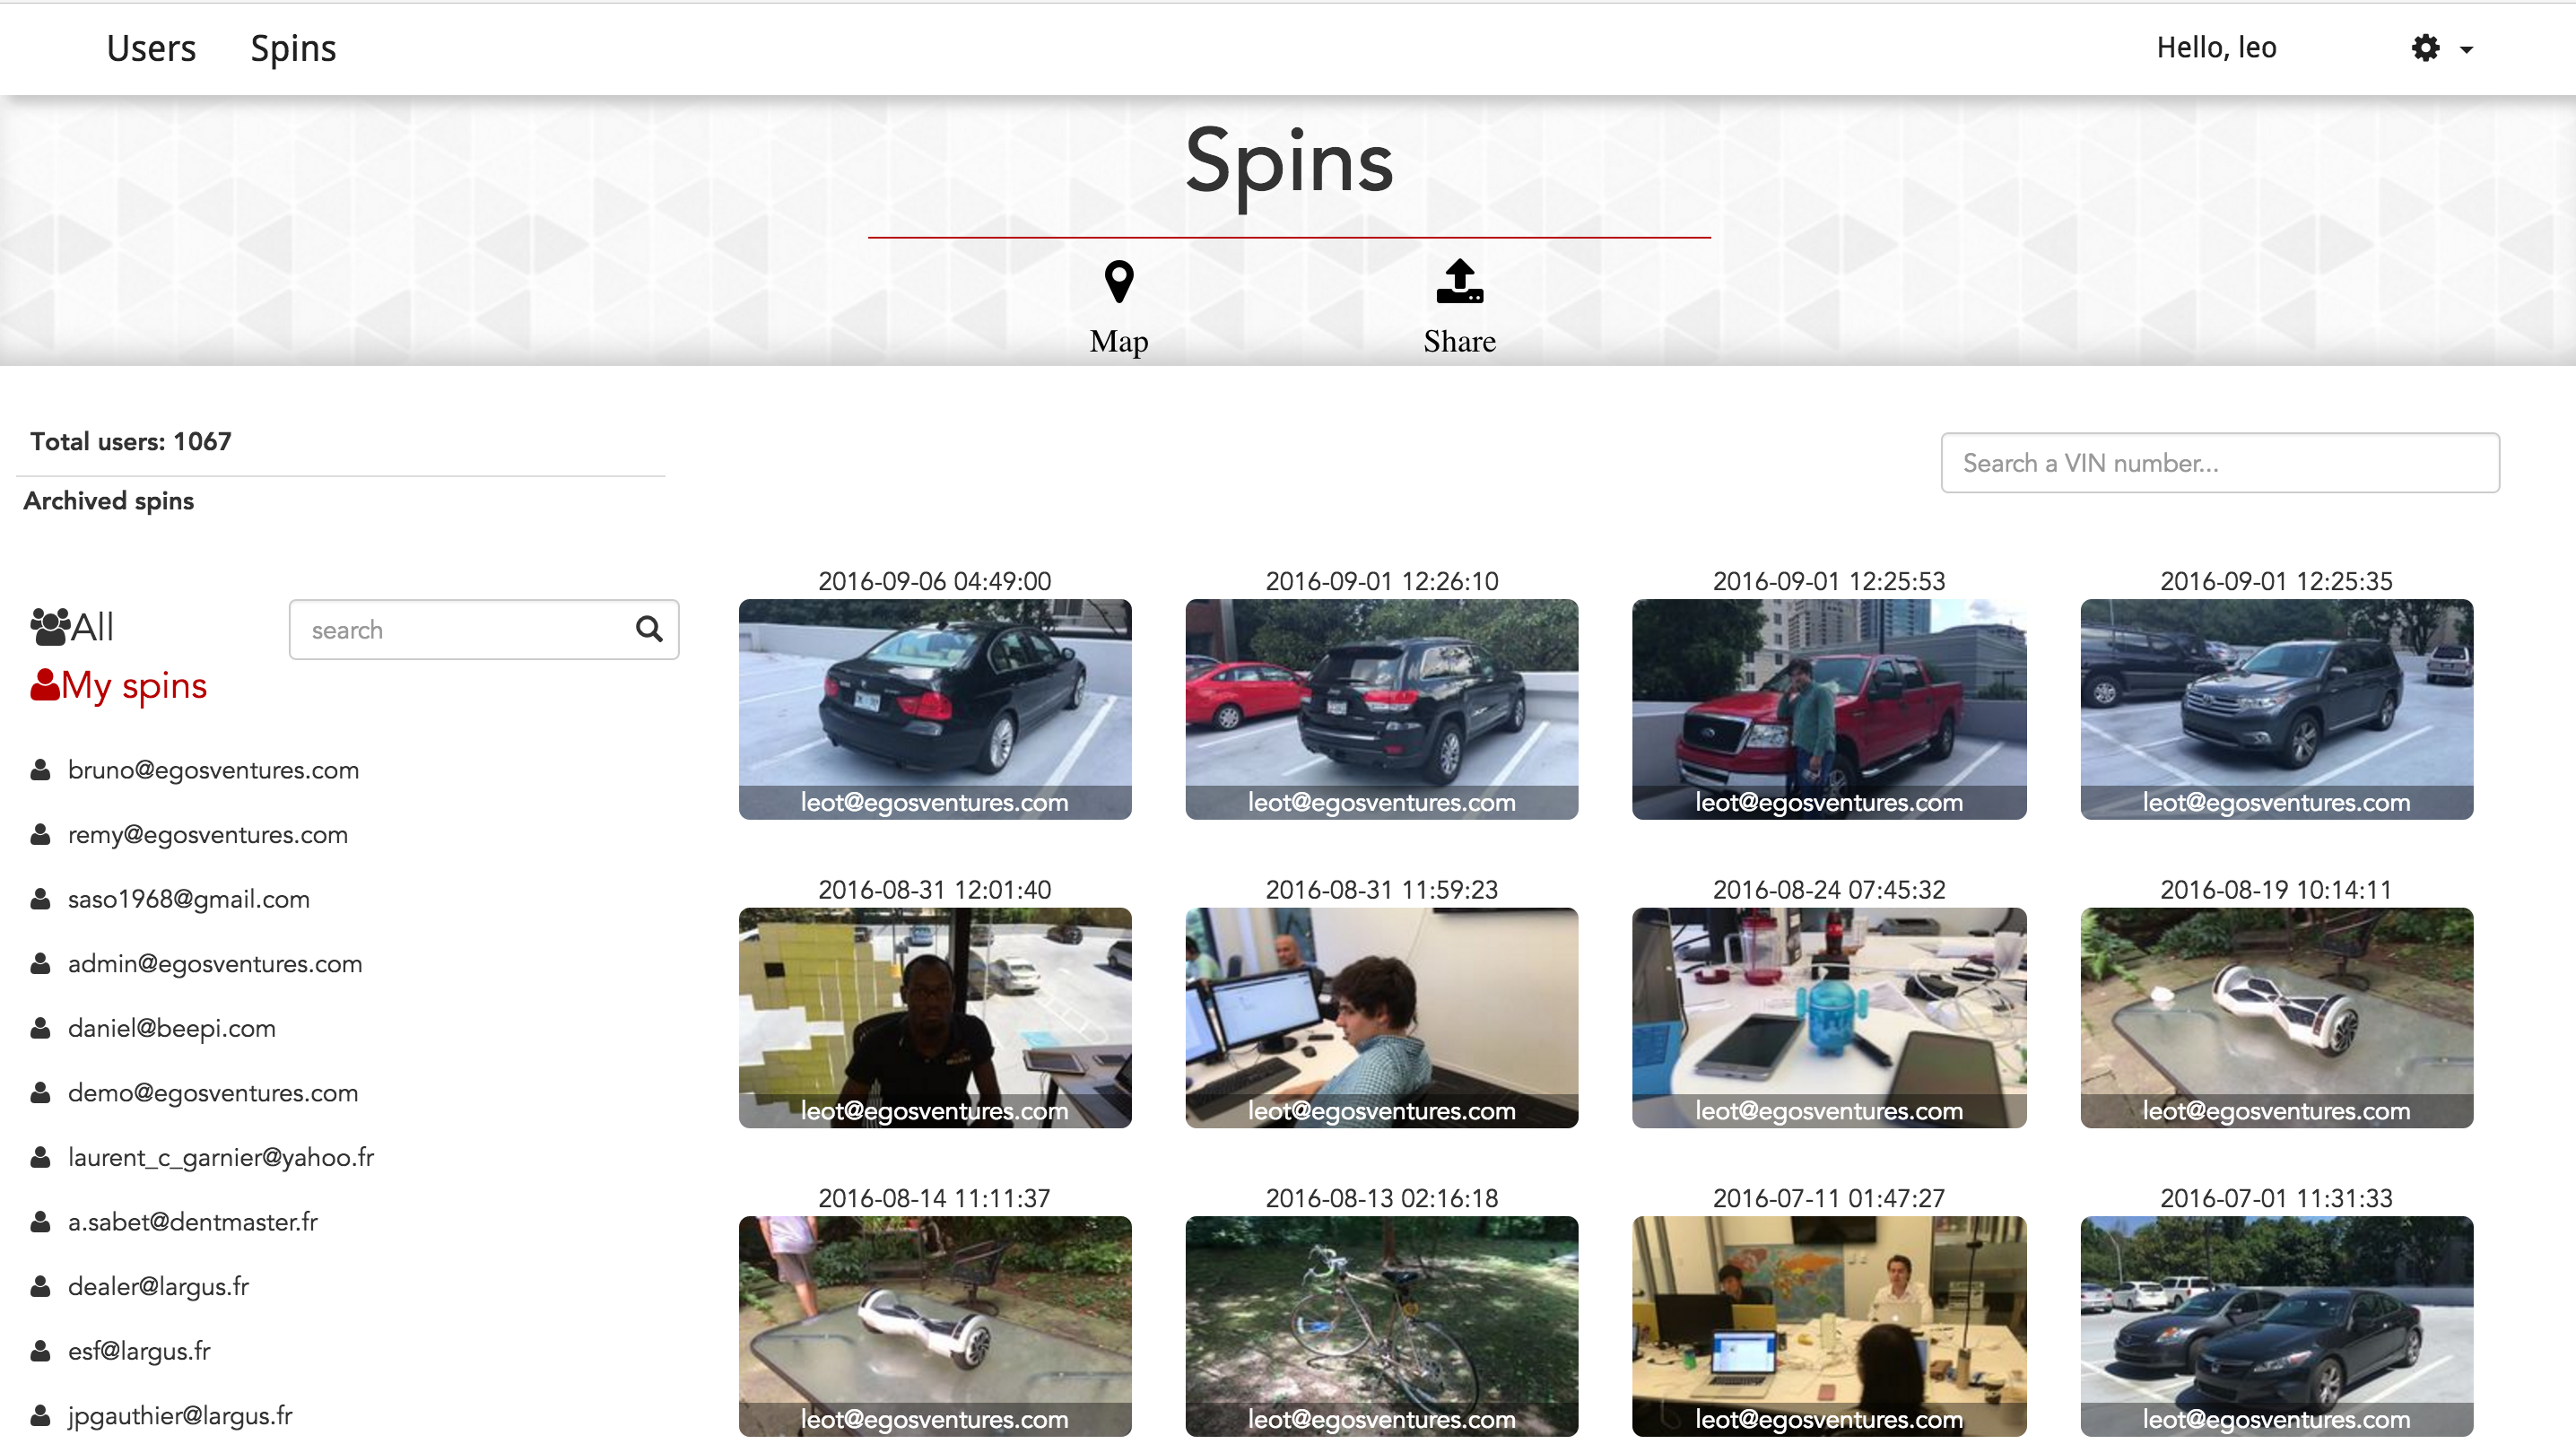 Users Spins Hello, leo
Spins
Map Share
Total users: 1067
Search a VIN number...
Archived spins
All
search
My spins
bruno@egosventures.com
remy@egosventures.com
saso1968@gmail.com
admin@egosventures.com
daniel@beepi.com
demo@egosventures.com
laurent_c_garnier@yahoo.fr
a.sabet@dentmaster.fr
dealer@largus.fr
esf@largus.fr
jpgauthier@largus.fr
2016-09-06 04:49:00 2016-09-01 12:26:10 2016-09-01 12:25:53 2016-09-01 12:25:35
leot@egosventures.com leot@egosventures.com leot@egosventures.com leot@egosventures.com
2016-08-31 12:01:40 2016-08-31 11:59:23 2016-08-24 07:45:32 2016-08-19 10:14:11
leot@egosventures.com leot@egosventures.com leot@egosventures.com leot@egosventures.com
2016-08-14 11:11:37 2016-08-13 02:16:18 2016-07-11 01:47:27 2016-07-01 11:31:33
leot@egosventures.com leot@egosventures.com leot@egosventures.com leot@egosventures.com